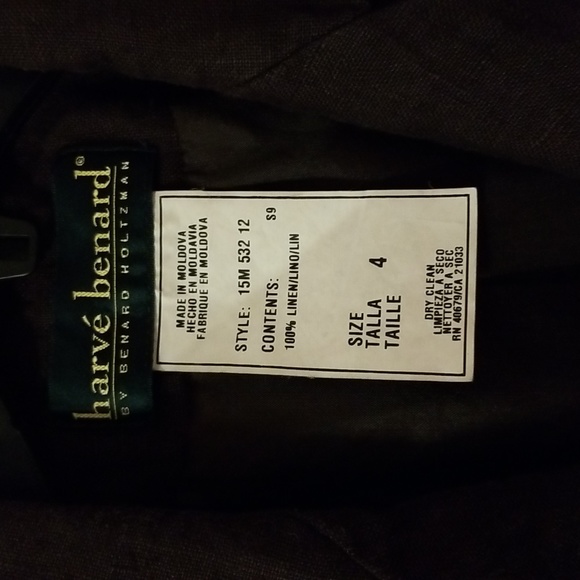 harvé benard®
BY BENARD HOLTZMAN
MADE IN MOLDOVA
HECHO EN MOLDAVIA
FABRIQUE EN MOLDOVA
STYLE: 15M 532 12 S9
CONTENTS:
100% LINEN/LINO/LIN
SIZE
TALLA 4
TAILLE
DRY CLEAN
LIMPIEZA A SECO
NETTOYER A SEC
RN 40679/CA 21033